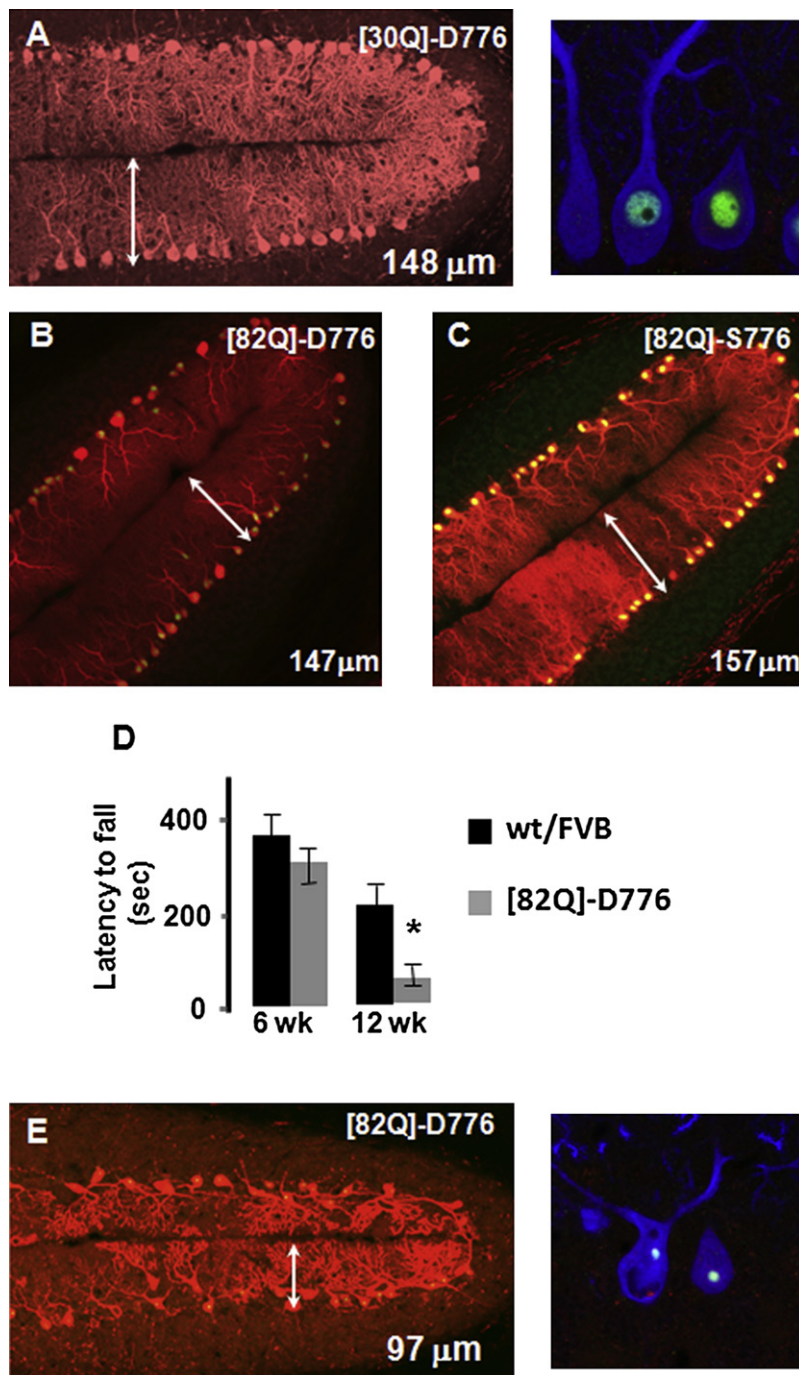 A
[30Q]-D776
148 μm
B
[82Q]-D776
147μm
C
[82Q]-S776
157μm
D
Latency to fall
(sec)
400
200
0
6 wk
12 wk
*
wt/FVB
[82Q]-D776
E
[82Q]-D776
97 μm